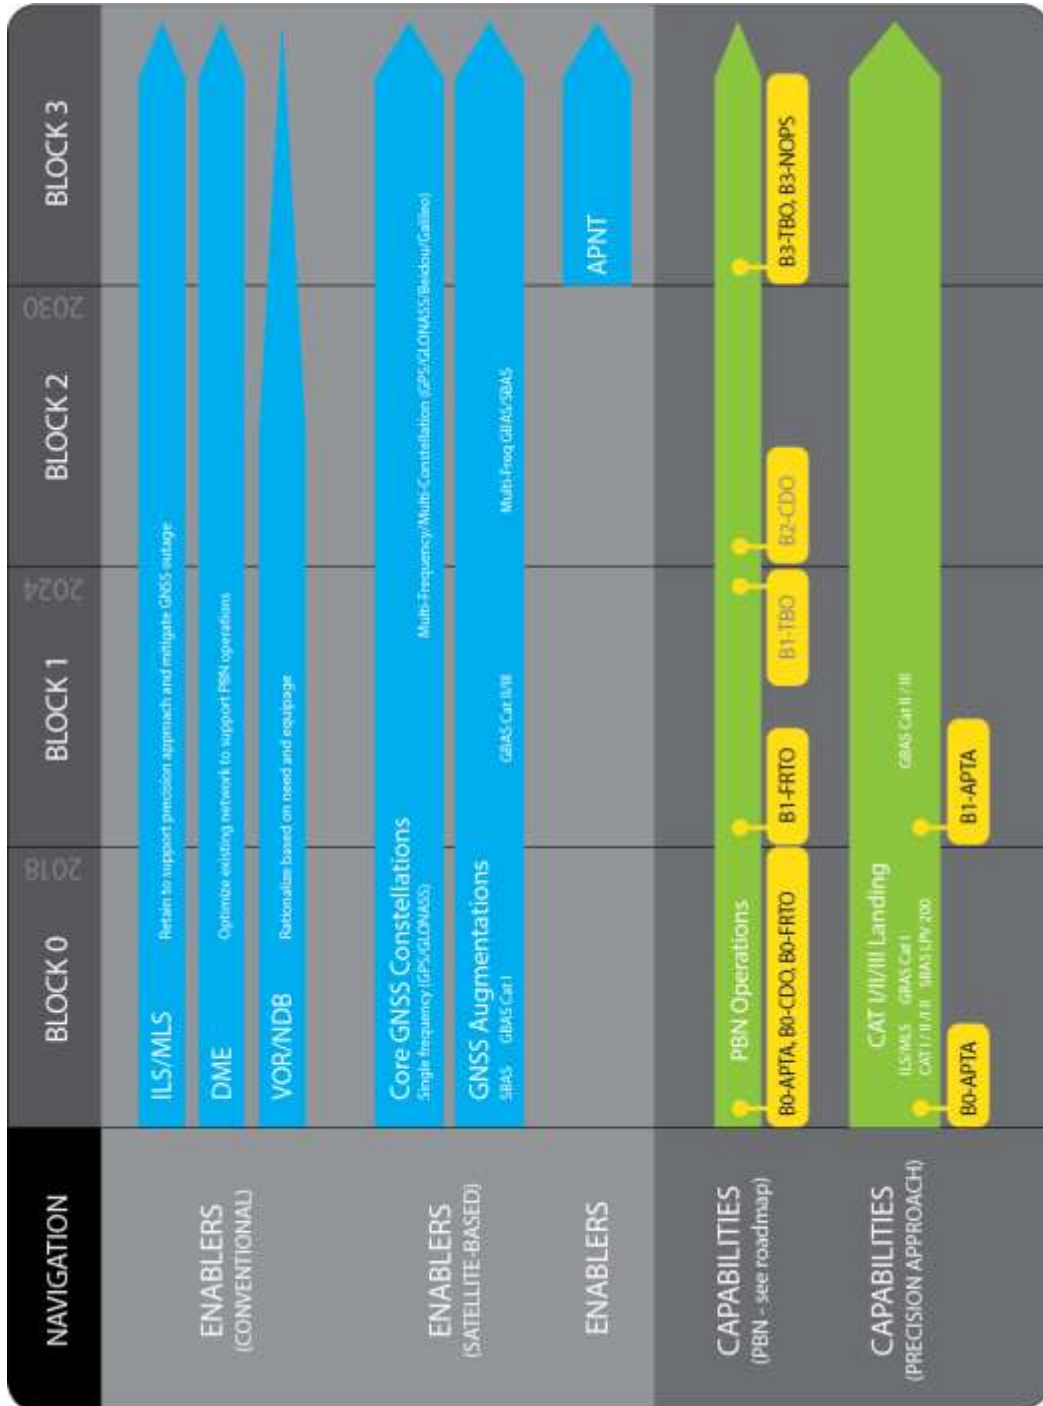 NAVIGATION
BLOCK 0
2018
BLOCK 1
2024
BLOCK 2
2030
BLOCK 3
ENABLERS
(CONVENTIONAL)
ILS/MLS
Retain to support precision approach and mitigate GNSS outage
DME
Optimize existing network to support PBN operations
VOR/NDB
Rationalize based on need and equipage
ENABLERS
(SATELLITE-BASED)
Core GNSS Constellations
Single frequency (GPS/GLONASS)
Multi-Frequency/Multi-Constellation (GPS/GLONASS/Beidou/Galileo)
GNSS Augmentations
SBAS GBAS Cat I
GBAS Cat II/III
Multi-Freq GBAS/SBAS
ENABLERS
APNT
CAPABILITIES
(PBN - see roadmap)
PBN Operations
B0-APTA, B0-CDO, B0-FRTO
B1-FRTO
B1-TBO
B2-CDO
B3-TBO, B3-NOPS
CAPABILITIES
(PRECISION APPROACH)
CAT I/II/III Landing
ILS/MLS GBAS Cat I
CAT I / II / III SBAS LPV 200
GBAS Cat II / III
B0-APTA
B1-APTA